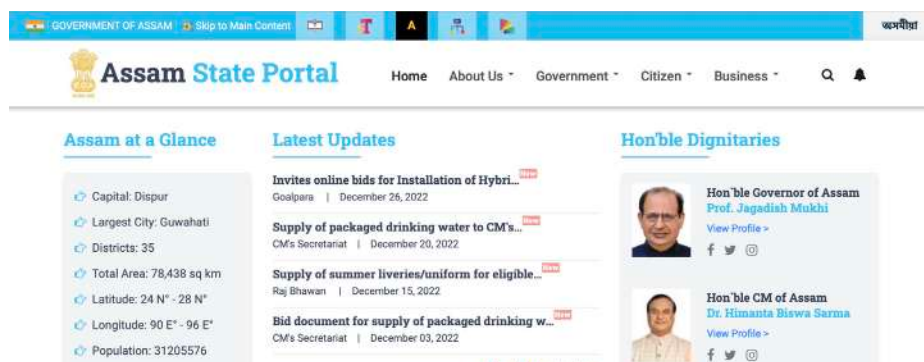 GOVERNMENT OF ASSAM Skip to Main Content T A অসমীয়া
Assam State Portal Home About Us Government Citizen Business
Assam at a Glance
Capital: Dispur
Largest City: Guwahati
Districts: 35
Total Area: 78,438 sq km
Latitude: 24 N° - 28 N°
Longitude: 90 E° - 96 E°
Population: 31205576
Latest Updates
Invites online bids for Installation of Hybri... New
Goalpara | December 26, 2022
Supply of packaged drinking water to CM's... New
CM's Secretariat | December 20, 2022
Supply of summer liveries/uniform for eligible... New
Raj Bhawan | December 15, 2022
Bid document for supply of packaged drinking w... New
CM's Secretariat | December 03, 2022
Hon'ble Dignitaries
Hon`ble Governor of Assam
Prof. Jagadish Mukhi
View Profile >
Hon`ble CM of Assam
Dr. Himanta Biswa Sarma
View Profile >